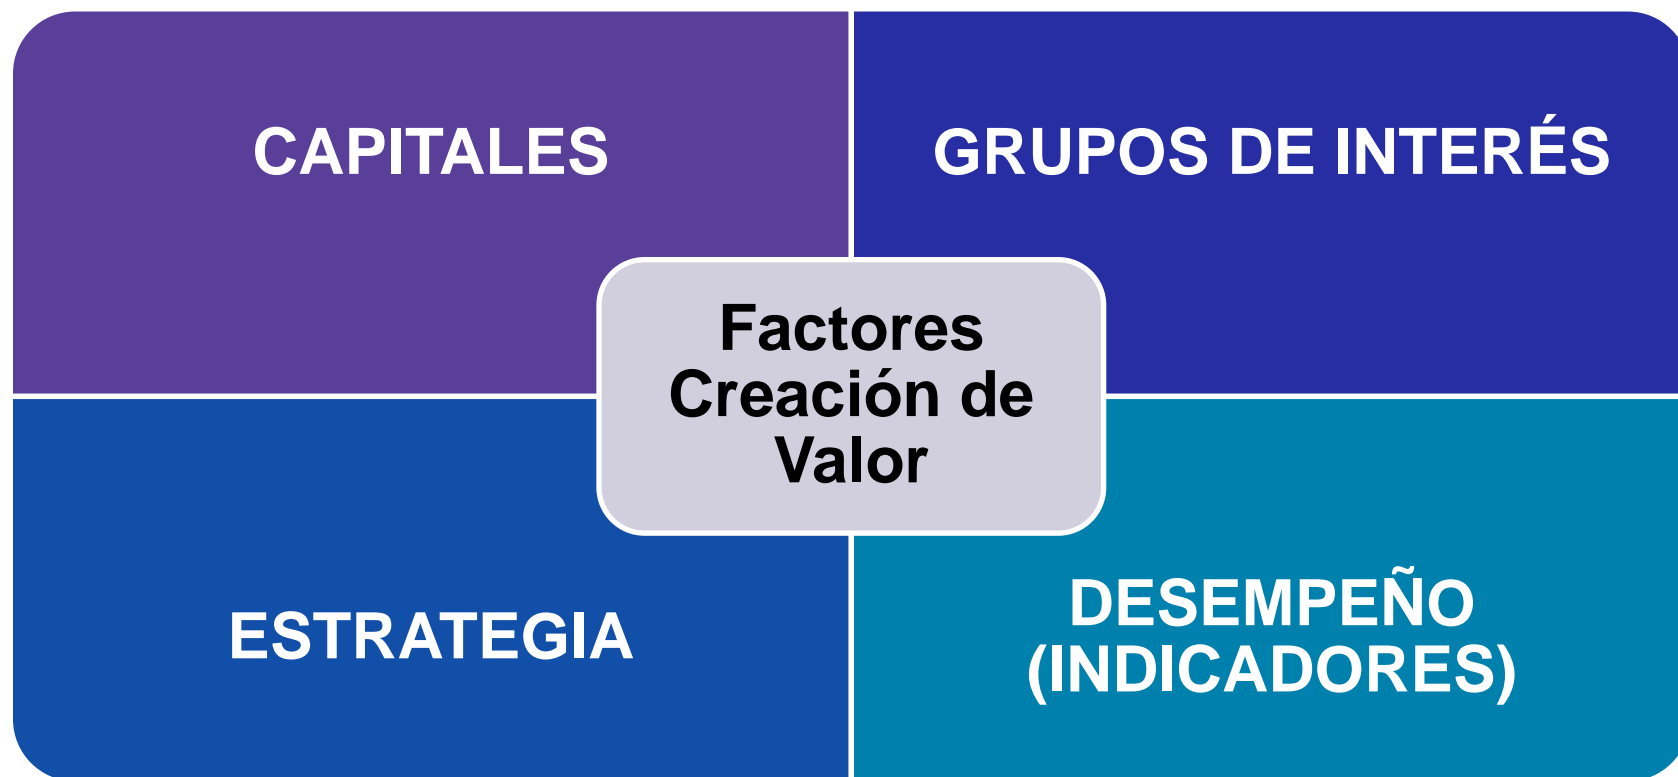 CAPITALES
GRUPOS DE INTERÉS
Factores
Creación de
Valor
ESTRATEGIA
DESEMPEÑO
(INDICADORES)